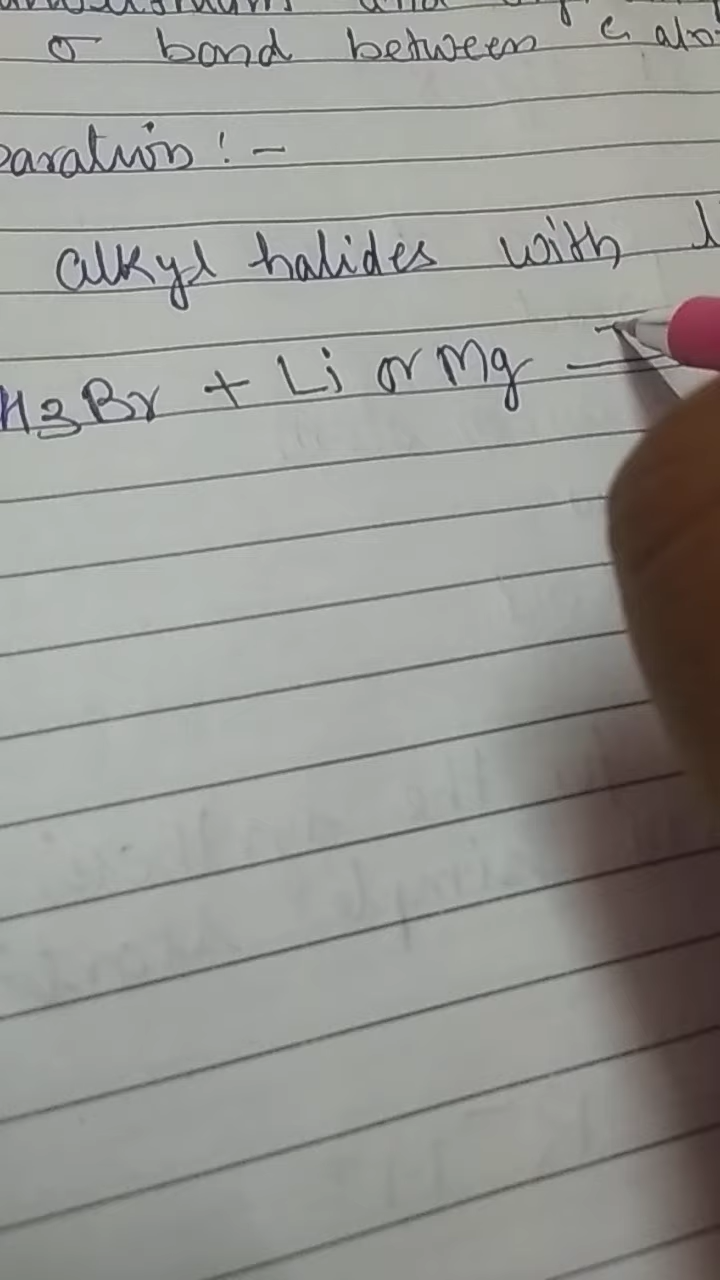 and
σ bond between C
paration :-
alkyl halides with
H3Br + Li or Mg